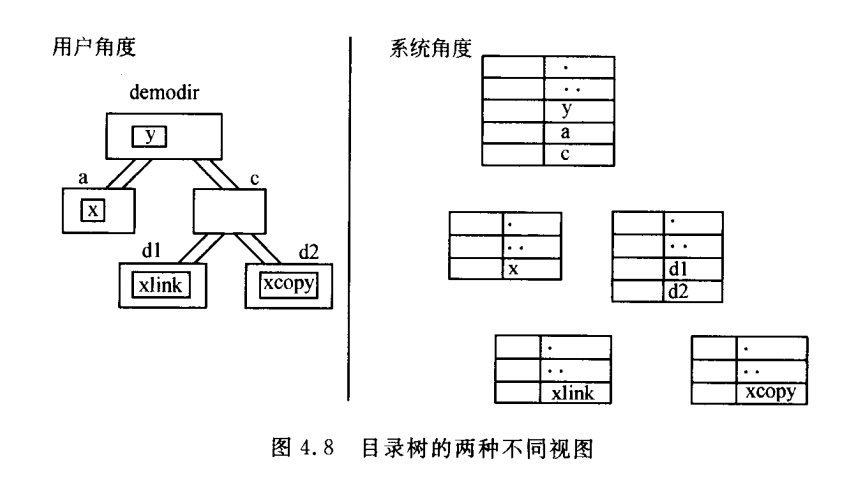 用户角度
demodir
y
a
c
x
d1
d2
xlink
xcopy
系统角度
.
..
y
a
c
.
..
x
.
..
d1
d2
.
..
xlink
.
..
xcopy
图 4.8 目录树的两种不同视图